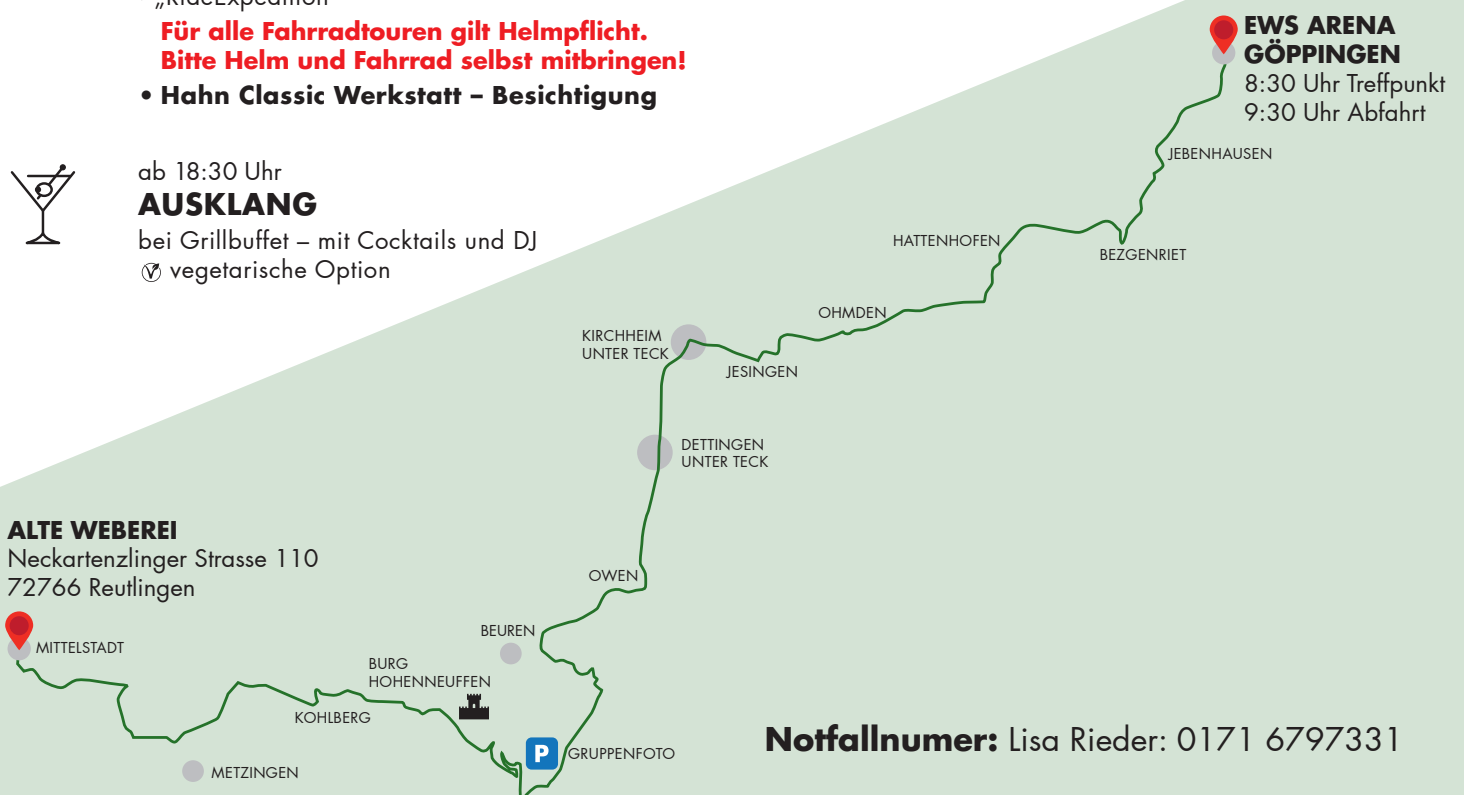 „RideExpedition“
Für alle Fahrradtouren gilt Helmpflicht.
Bitte Helm und Fahrrad selbst mitbringen!
• Hahn Classic Werkstatt – Besichtigung
ab 18:30 Uhr
AUSKLANG
bei Grillbuffet – mit Cocktails und DJ
vegetarische Option
EWS ARENA
GÖPPINGEN
8:30 Uhr Treffpunkt
9:30 Uhr Abfahrt
JEBENHAUSEN
HATTENHOFEN
BEZGENRIET
OHMDEN
KIRCHHEIM
UNTER TECK
JESINGEN
DETTINGEN
UNTER TECK
ALTE WEBEREI
Neckartenzlinger Strasse 110
72766 Reutlingen
OWEN
BEUREN
MITTELSTADT
BURG
HOHENNEUFFEN
KOHLBERG
P
GRUPPENFOTO
METZINGEN
Notfallnumer: Lisa Rieder: 0171 6797331